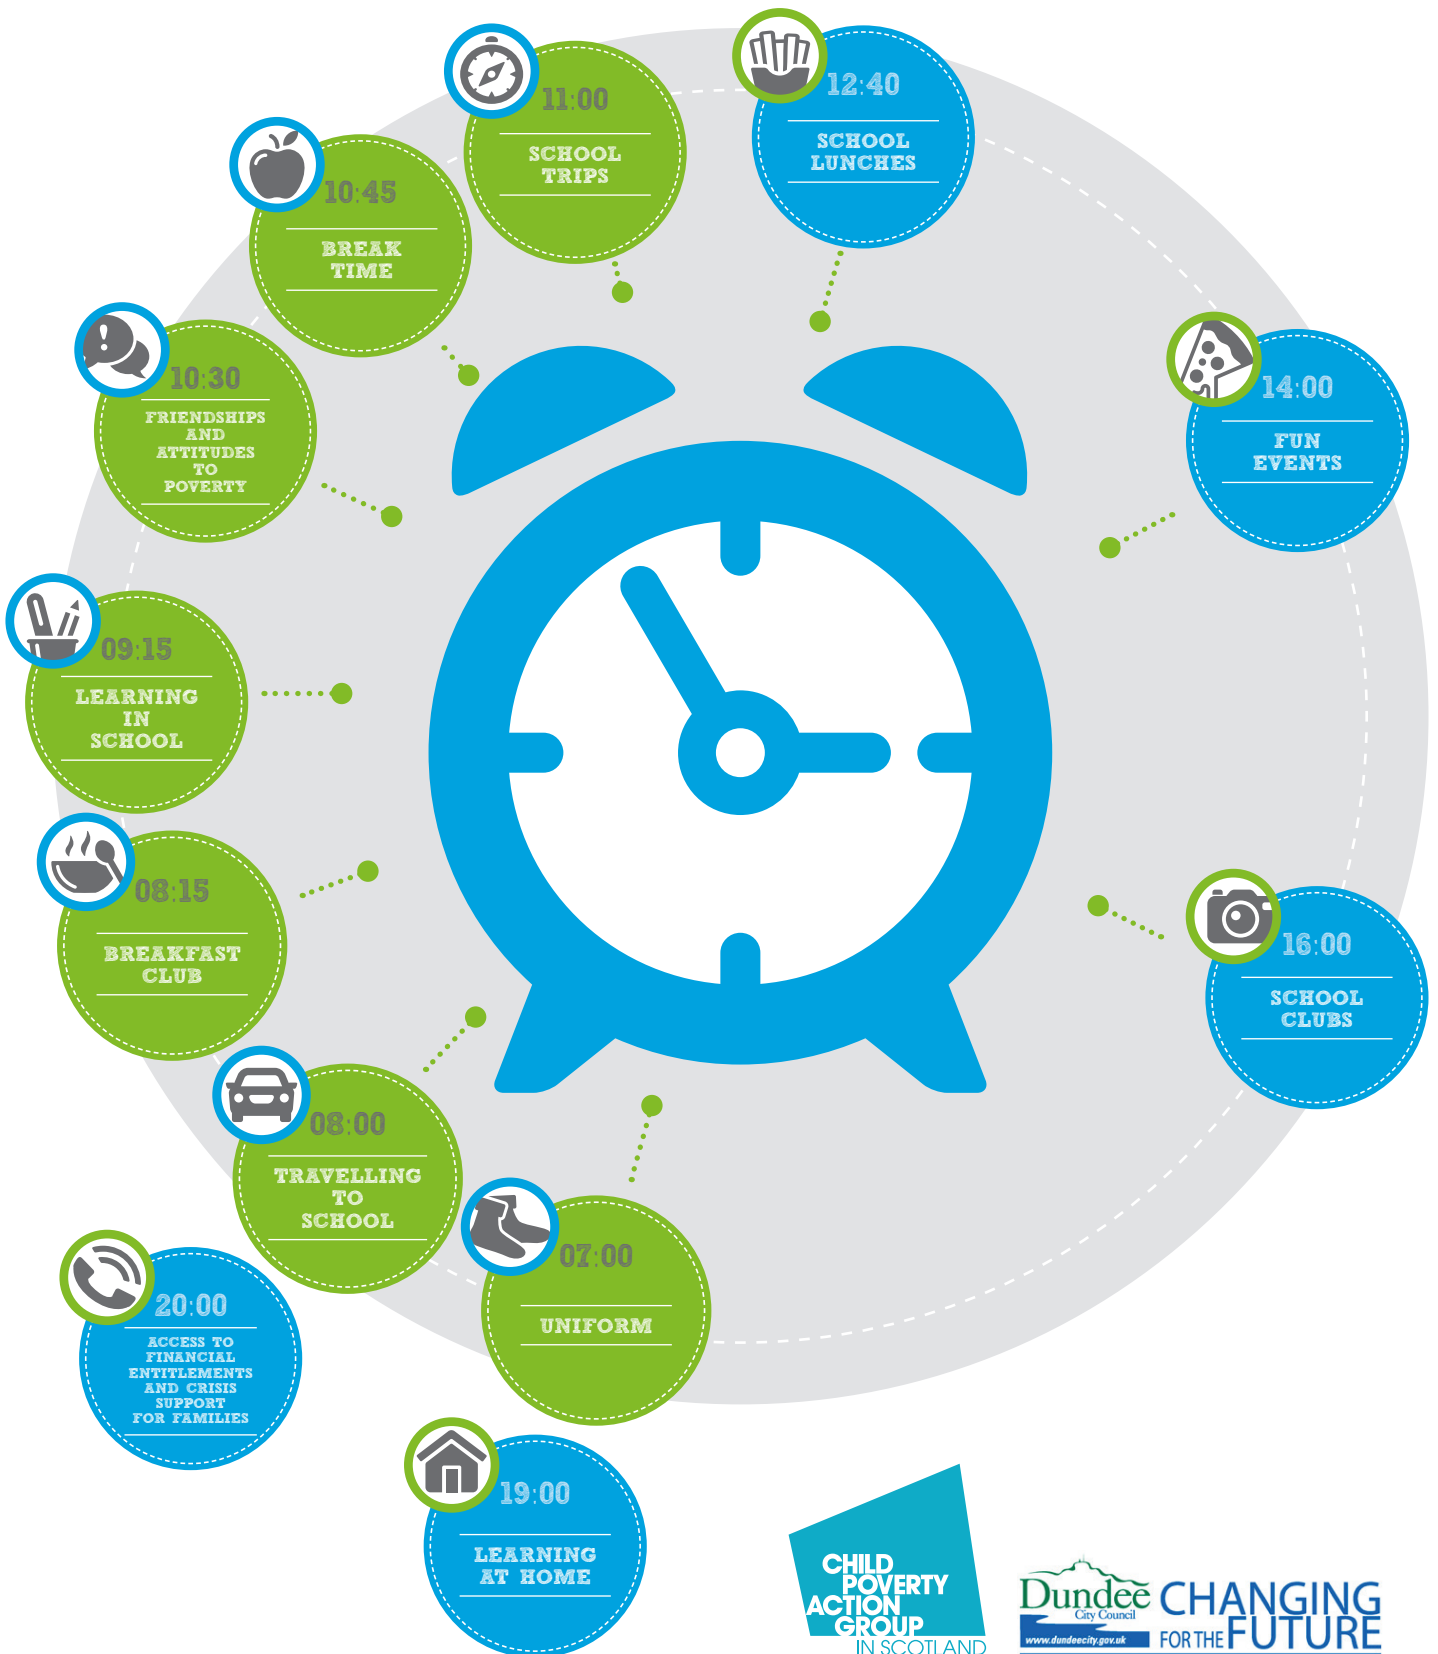 11:00
SCHOOL
TRIPS
12:40
SCHOOL
LUNCHES
10:45
BREAK
TIME
10:30
FRIENDSHIPS
AND
ATTITUDES
TO
POVERTY
14:00
FUN
EVENTS
09:15
LEARNING
IN
SCHOOL
08:15
BREAKFAST
CLUB
16:00
SCHOOL
CLUBS
08:00
TRAVELLING
TO
SCHOOL
07:00
UNIFORM
20:00
ACCESS TO
FINANCIAL
ENTITLEMENTS
AND CRISIS
SUPPORT
FOR FAMILIES
19:00
LEARNING
AT HOME
CHILD
POVERTY
ACTION
GROUP
IN SCOTLAND
Dundee
City Council
www.dundeecity.gov.uk
CHANGING
FOR THE FUTURE